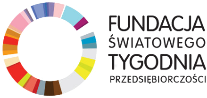 FUNDACJA
ŚWIATOWEGO
TYGODNIA
PRZEDSIĘBIORCZOŚCI